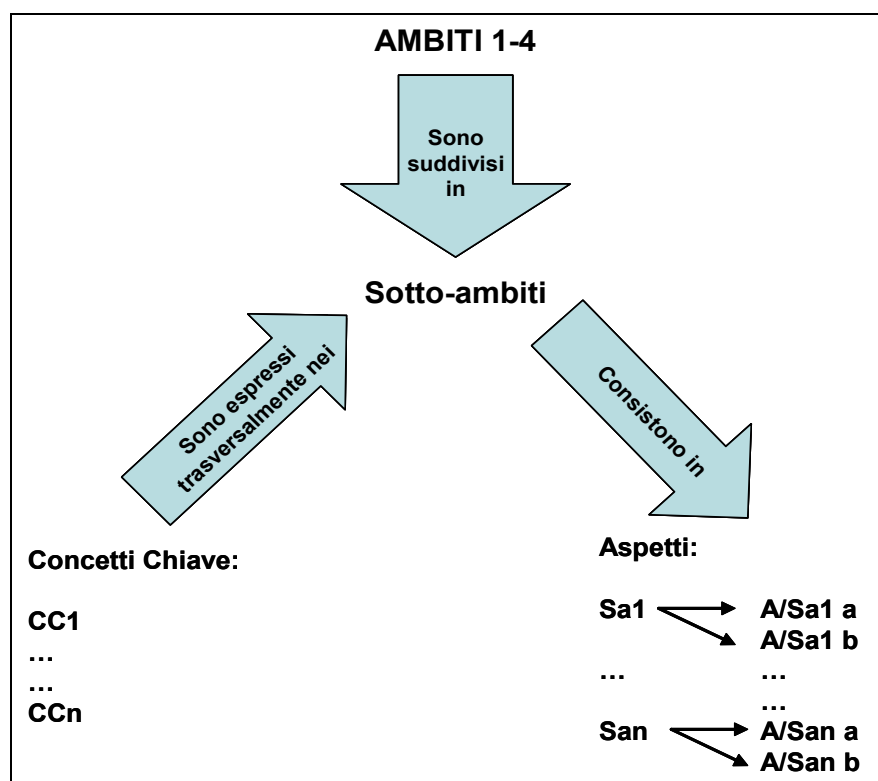 AMBITI 1-4
Sono
suddivisi
in
Sotto-ambiti
Sono espressi
trasversalmente nei
Consistono in
Concetti Chiave:
CC1
…
…
CCn
Aspetti:
Sa1 A/Sa1 a
A/Sa1 b
… …
…
San A/San a
A/San b